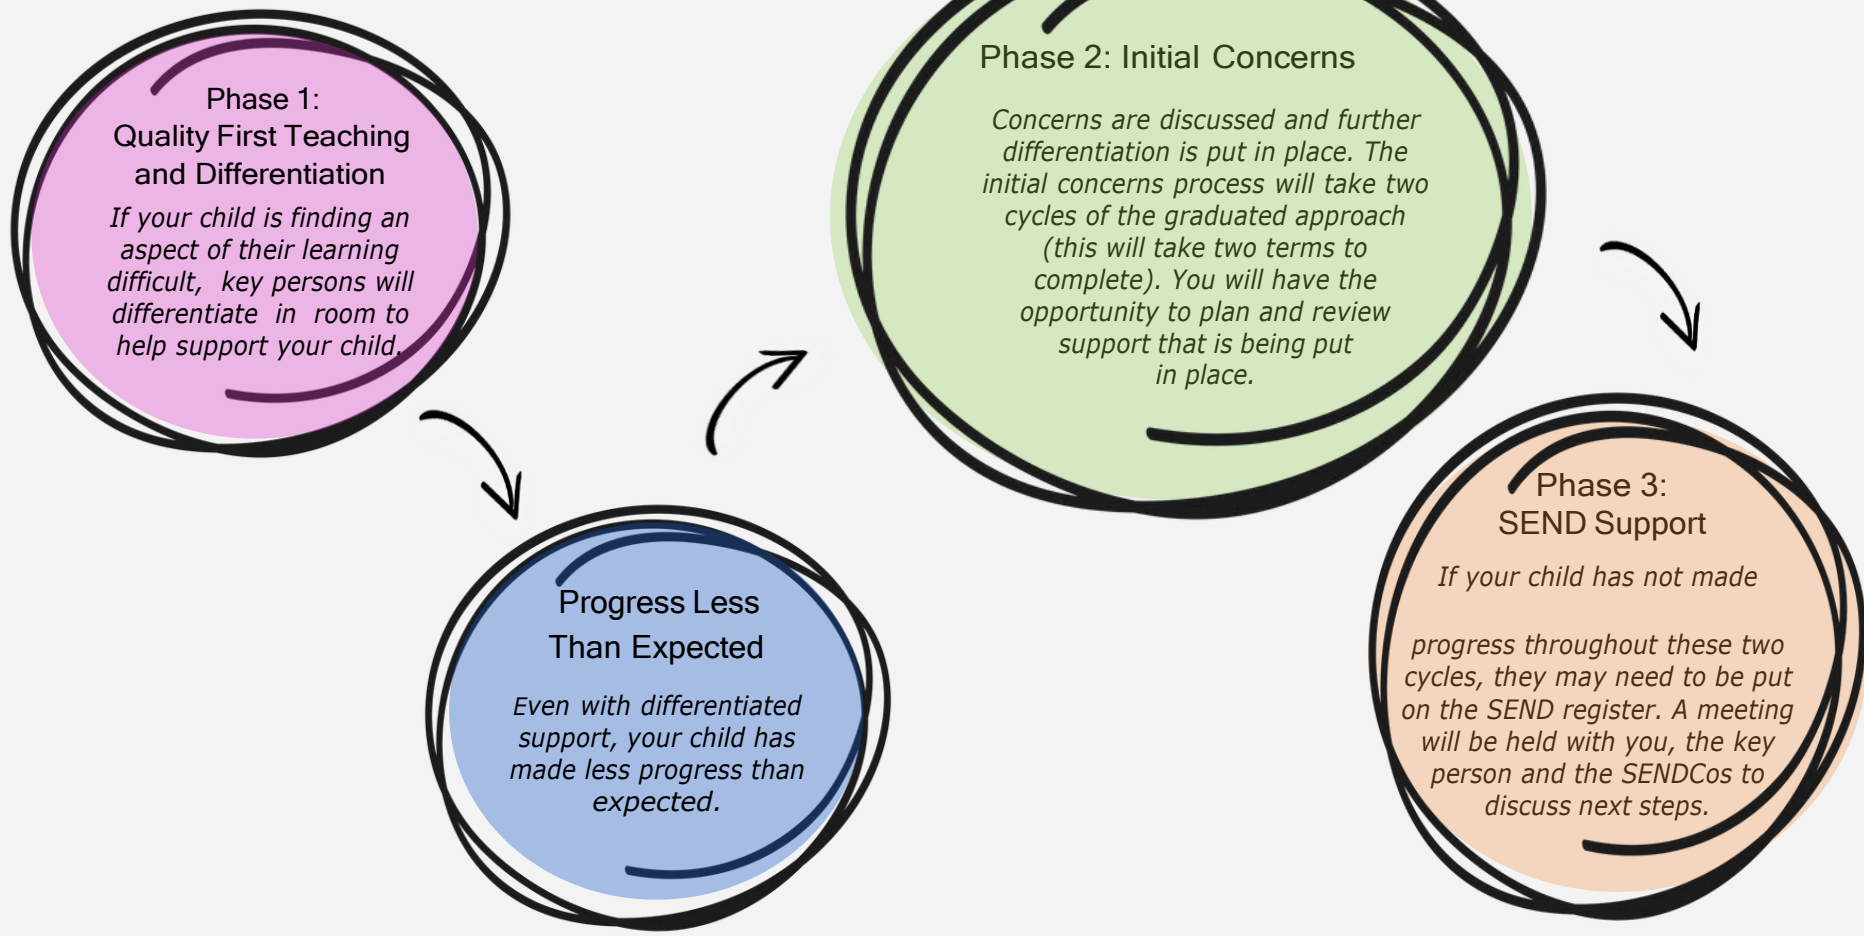 Phase 1:
Quality First Teaching
and Differentiation
If your child is finding an
aspect of their learning
difficult, key persons will
differentiate in room to
help support your child.
Progress Less
Than Expected
Even with differentiated
support, your child has
made less progress than
expected.
Phase 2: Initial Concerns
Concerns are discussed and further
differentiation is put in place. The
initial concerns process will take two
cycles of the graduated approach
(this will take two terms to
complete). You will have the
opportunity to plan and review
support that is being put
in place.
Phase 3:
SEND Support
If your child has not made
progress throughout these two
cycles, they may need to be put
on the SEND register. A meeting
will be held with you, the key
person and the SENDCos to
discuss next steps.